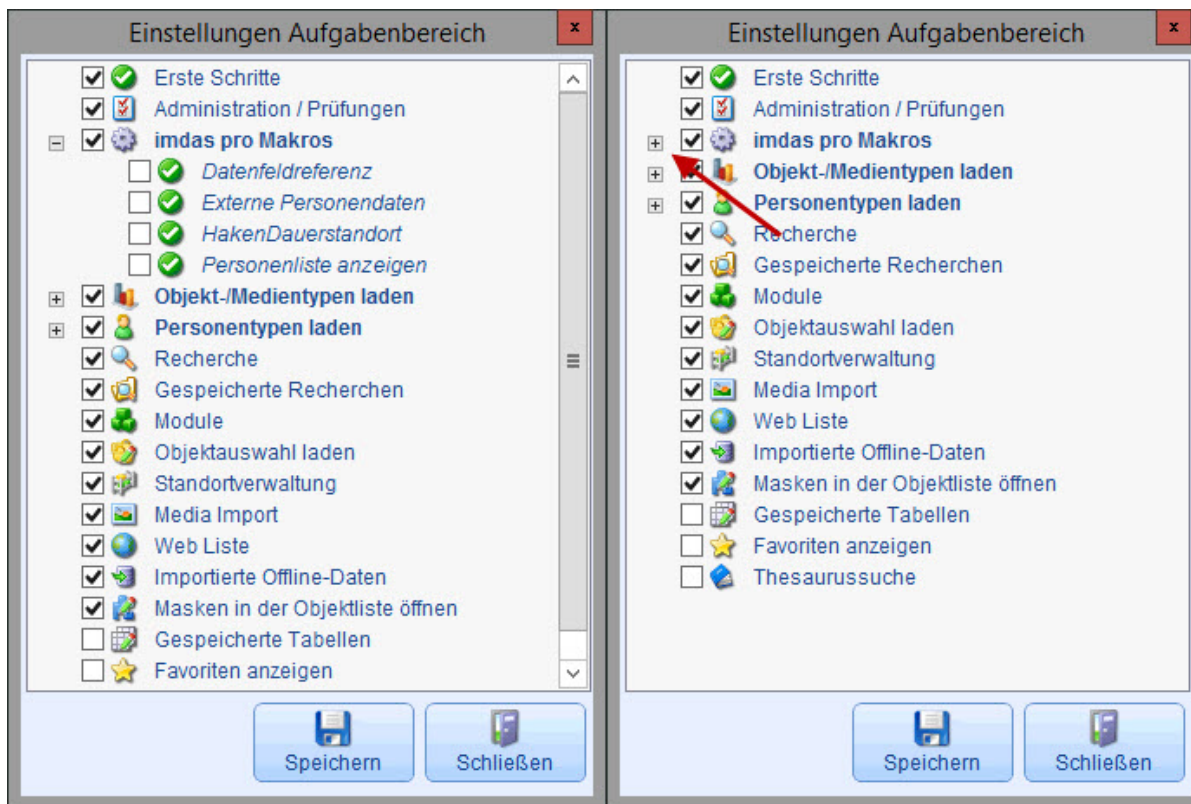 Einstellungen Aufgabenbereich
x
Erste Schritte
Administration / Prüfungen
imdas pro Makros
Datenfeldreferenz
Externe Personendaten
HakenDauerstandort
Personenliste anzeigen
Objekt-/Medientypen laden
Personentypen laden
Recherche
Gespeicherte Recherchen
Module
Objektauswahl laden
Standortverwaltung
Media Import
Web Liste
Importierte Offline-Daten
Masken in der Objektliste öffnen
Gespeicherte Tabellen
Favoriten anzeigen
Speichern
Schließen
Einstellungen Aufgabenbereich
x
Erste Schritte
Administration / Prüfungen
imdas pro Makros
Objekt-/Medientypen laden
Personentypen laden
Recherche
Gespeicherte Recherchen
Module
Objektauswahl laden
Standortverwaltung
Media Import
Web Liste
Importierte Offline-Daten
Masken in der Objektliste öffnen
Gespeicherte Tabellen
Favoriten anzeigen
Thesaurussuche
Speichern
Schließen